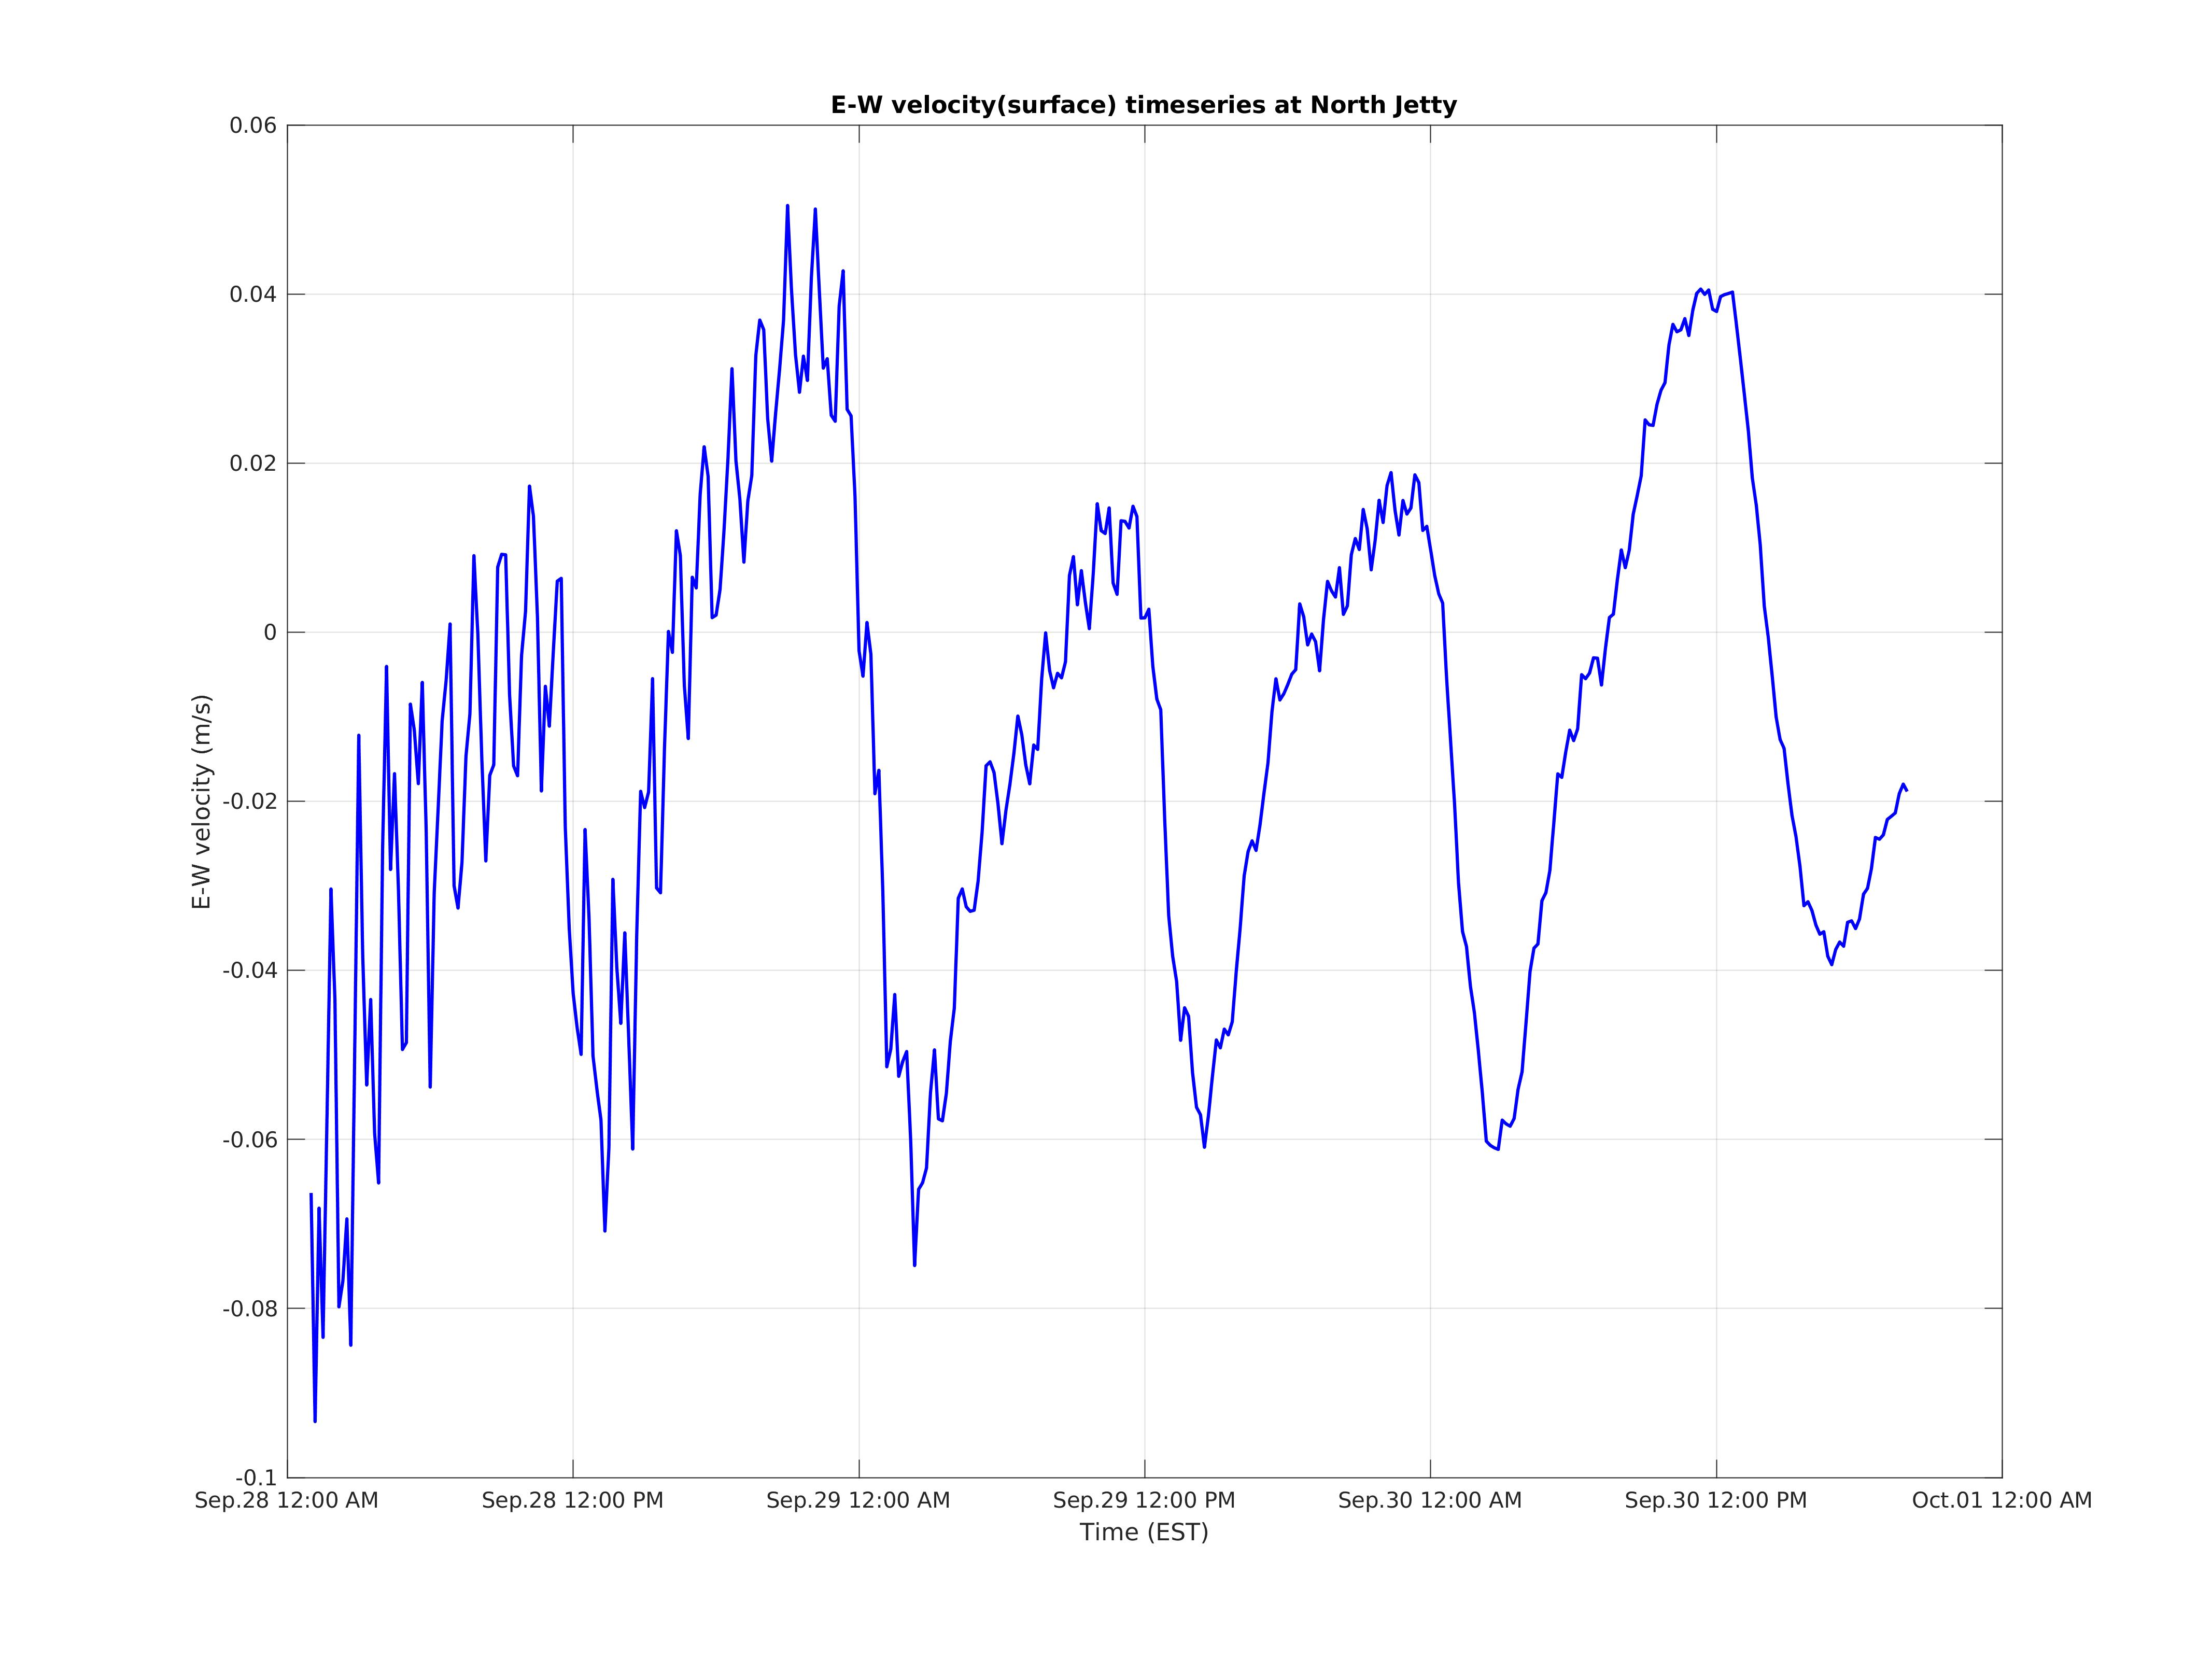 E-W velocity(surface) timeseries at North Jetty
0.06
0.04
0.02
0
-0.02
-0.04
-0.06
-0.08
-0.1
E-W velocity (m/s)
Sep.28 12:00 AM Sep.28 12:00 PM Sep.29 12:00 AM Sep.29 12:00 PM Sep.30 12:00 AM Sep.30 12:00 PM Oct.01 12:00 AM
Time (EST)